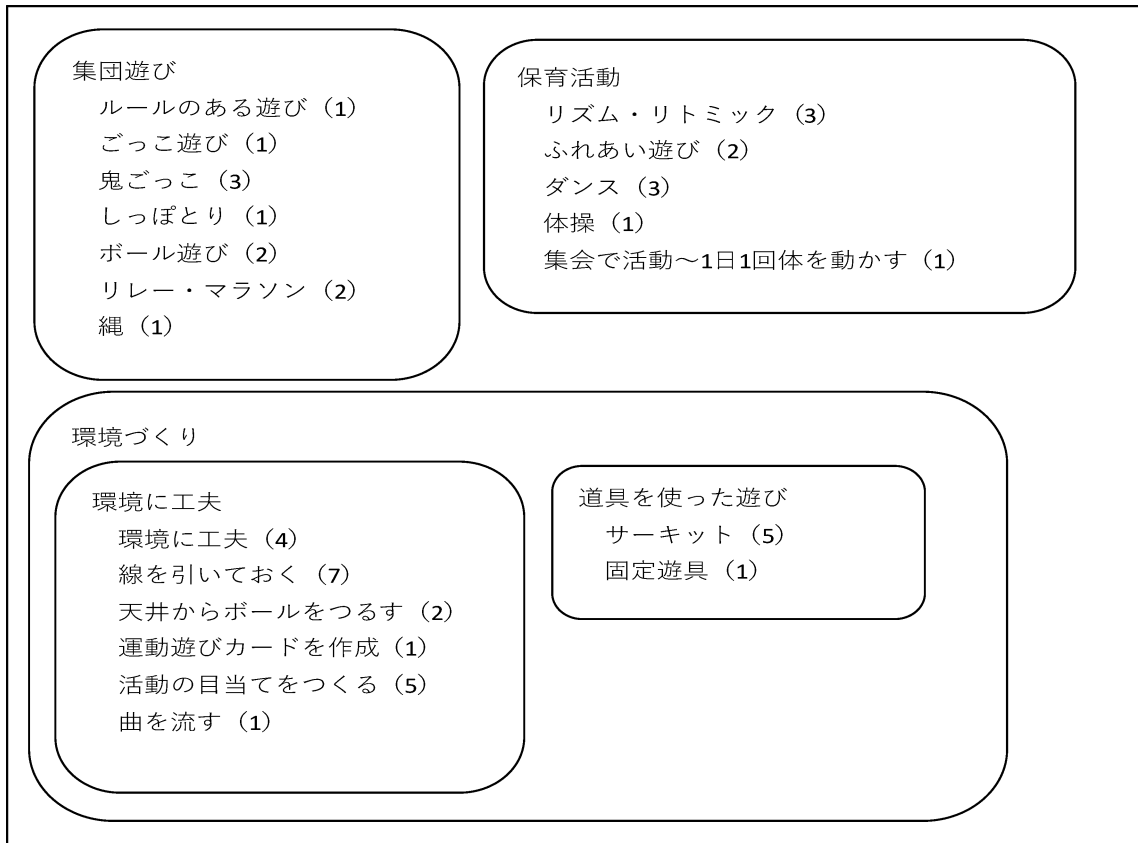 集団遊び
ルールのある遊び（1）
ごっこ遊び（1）
鬼ごっこ（3）
しっぽとり（1）
ボール遊び（2）
リレー・マラソン（2）
縄（1）
保育活動
リズム・リトミック（3）
ふれあい遊び（2）
ダンス（3）
体操（1）
集会で活動～1日1回体を動かす（1）
環境づくり
環境に工夫
環境に工夫（4）
線を引いておく（7）
天井からボールをつるす（2）
運動遊びカードを作成（1）
活動の目当てをつくる（5）
曲を流す（1）
道具を使った遊び
サーキット（5）
固定遊具（1）